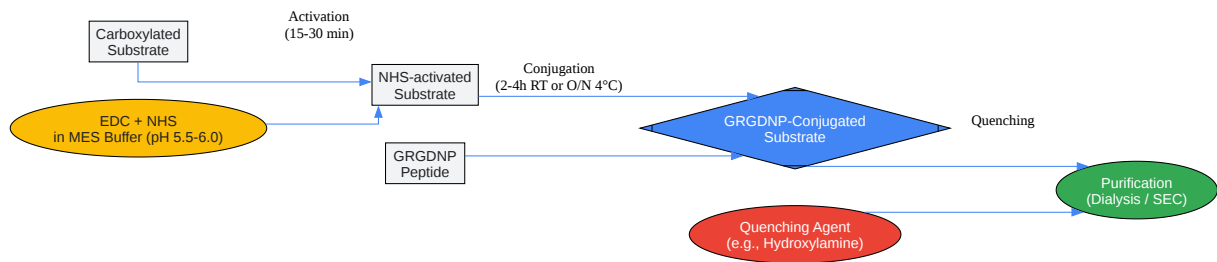 Activation
(15-30 min)
Carboxylated
Substrate
EDC + NHS
in MES Buffer (pH 5.5-6.0)
NHS-activated
Substrate
Conjugation
(2-4h RT or O/N 4°C)
GRGDNP
Peptide
GRGDNP-Conjugated
Substrate
Quenching
Quenching Agent
(e.g., Hydroxylamine)
Purification
(Dialysis / SEC)